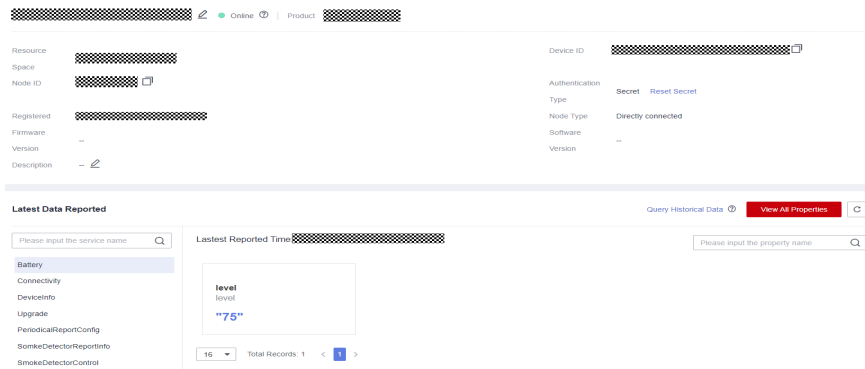 Online Product
Resource Space
Device ID
Node ID
Authentication Type Secret Reset Secret
Registered
Node Type Directly connected
Firmware Version –
Software Version –
Description –
Latest Data Reported
Query Historical Data View All Properties
Please input the service name
Battery
Connectivity
DeviceInfo
Upgrade
PeriodicalReportConfig
SomkeDetectorReportInfo
SmokeDetectorControl
Lastest Reported Time
Please input the property name
level
level
"75"
16 Total Records: 1 < 1 >